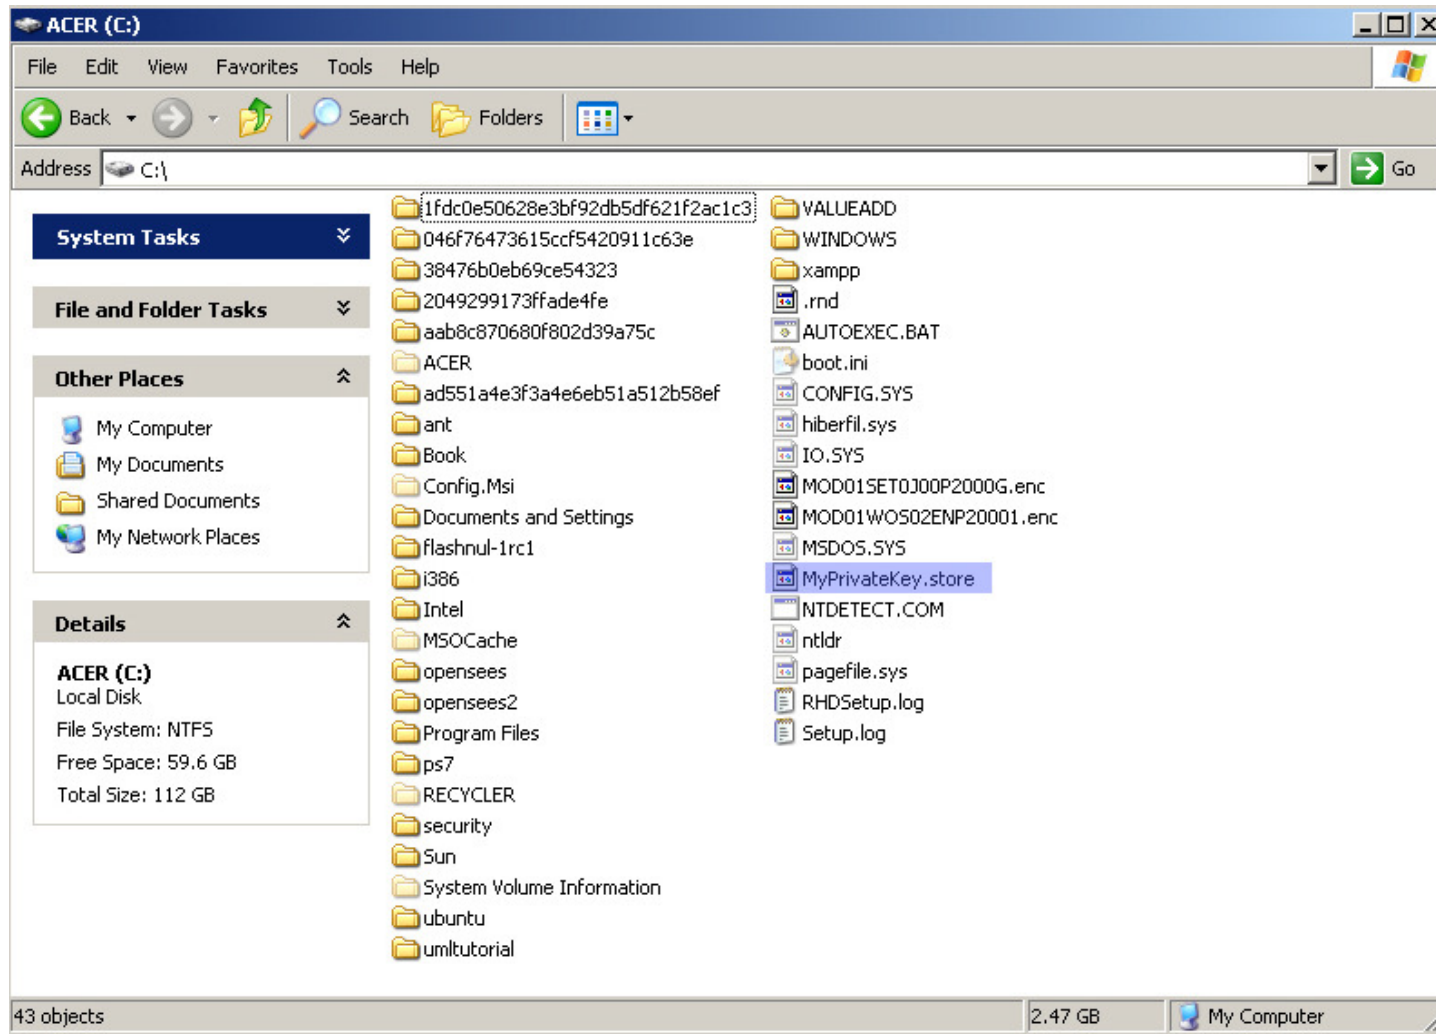 ACER (C:)
File Edit View Favorites Tools Help
Back Search Folders
Address C:\ Go
System Tasks
File and Folder Tasks
Other Places
My Computer
My Documents
Shared Documents
My Network Places
Details
ACER (C:)
Local Disk
File System: NTFS
Free Space: 59.6 GB
Total Size: 112 GB
1fdc0e50628e3bf92db5df621f2ac1c3
046f76473615ccf5420911c63e
38476b0eb69ce54323
2049299173ffade4fe
aab8c870680f802d39a75c
ACER
ad551a4e3f3a4e6eb51a512b58ef
ant
Book
Config.Msi
Documents and Settings
flashnul-1rc1
i386
Intel
MSOCache
opensees
opensees2
Program Files
ps7
RECYCLER
security
Sun
System Volume Information
ubuntu
umltutorial
VALUEADD
WINDOWS
xampp
.rnd
AUTOEXEC.BAT
boot.ini
CONFIG.SYS
hiberfil.sys
IO.SYS
MOD01SET0J00P2000G.enc
MOD01WOS02ENP20001.enc
MSDOS.SYS
MyPrivateKey.store
NTDETECT.COM
ntldr
pagefile.sys
RHDSetup.log
Setup.log
43 objects 2.47 GB My Computer